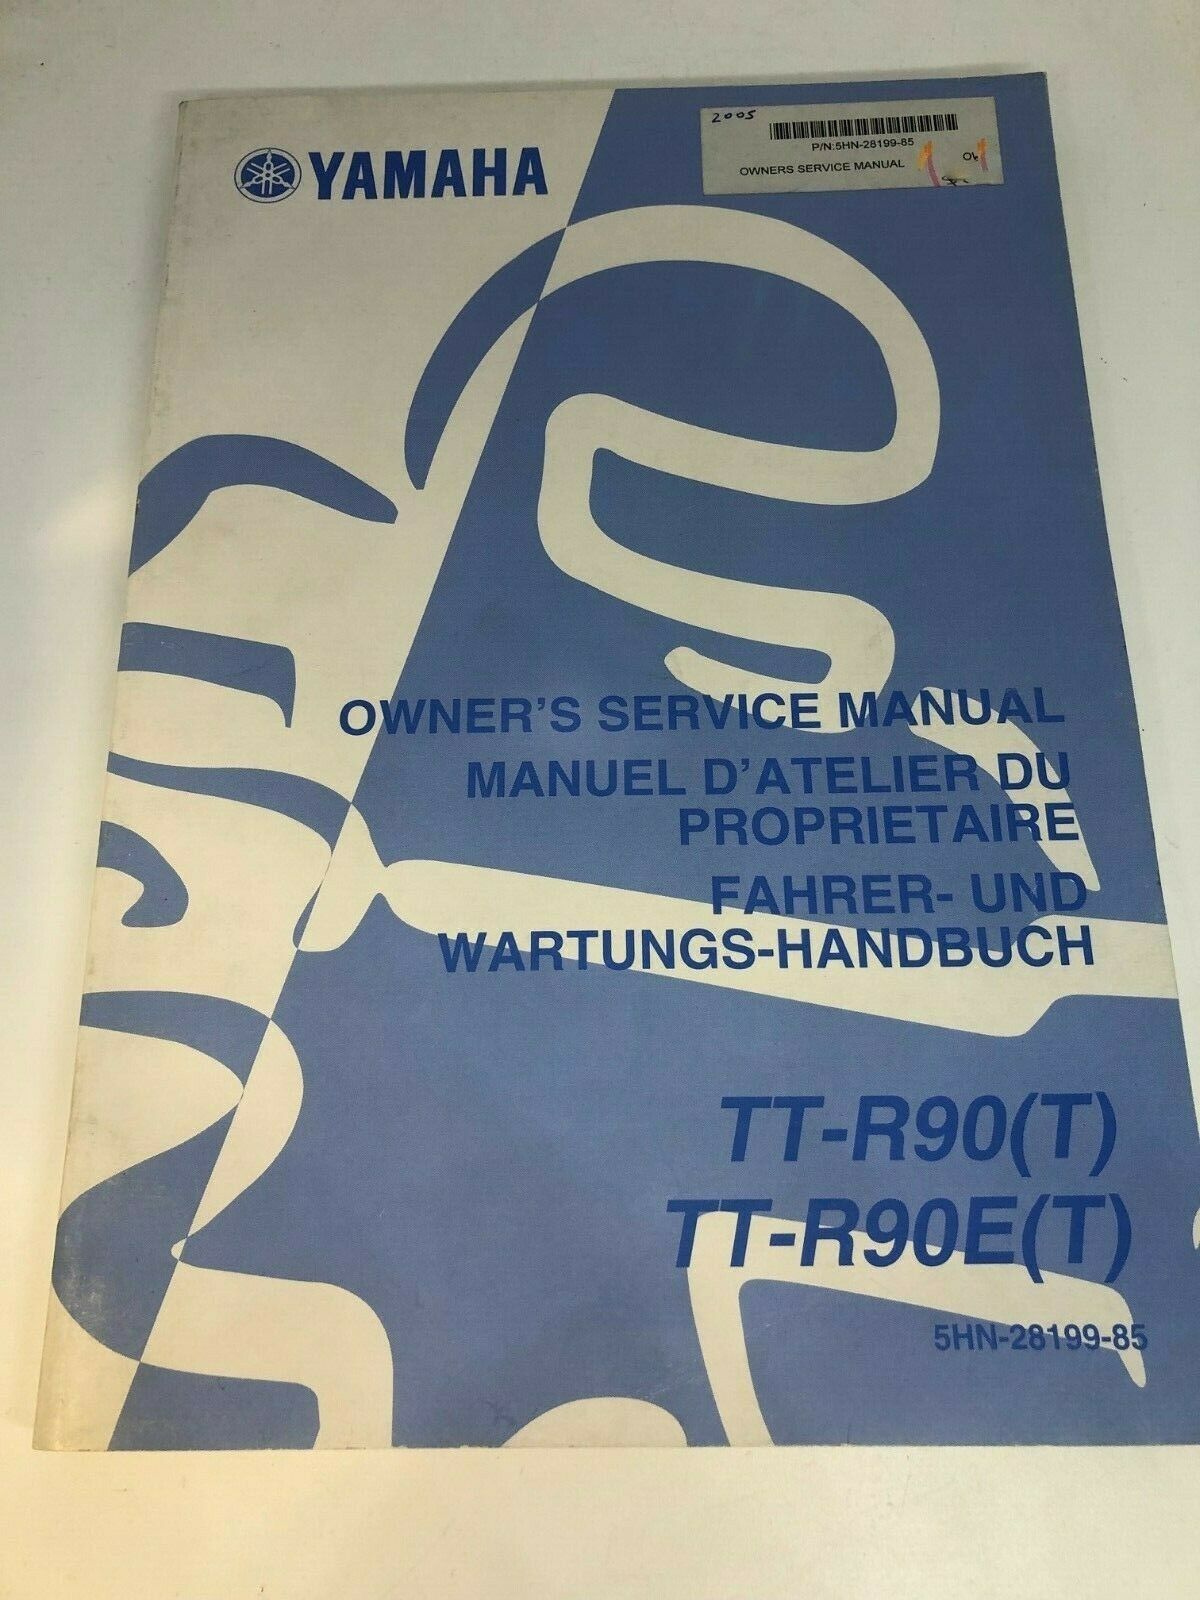 2005
P/N:5HN-28199-85
OWNERS SERVICE MANUAL
YAMAHA
OWNER'S SERVICE MANUAL
MANUEL D'ATELIER DU
PROPRIETAIRE
FAHRER- UND
WARTUNGS-HANDBUCH
TT-R90(T)
TT-R90E(T)
5HN-28199-85